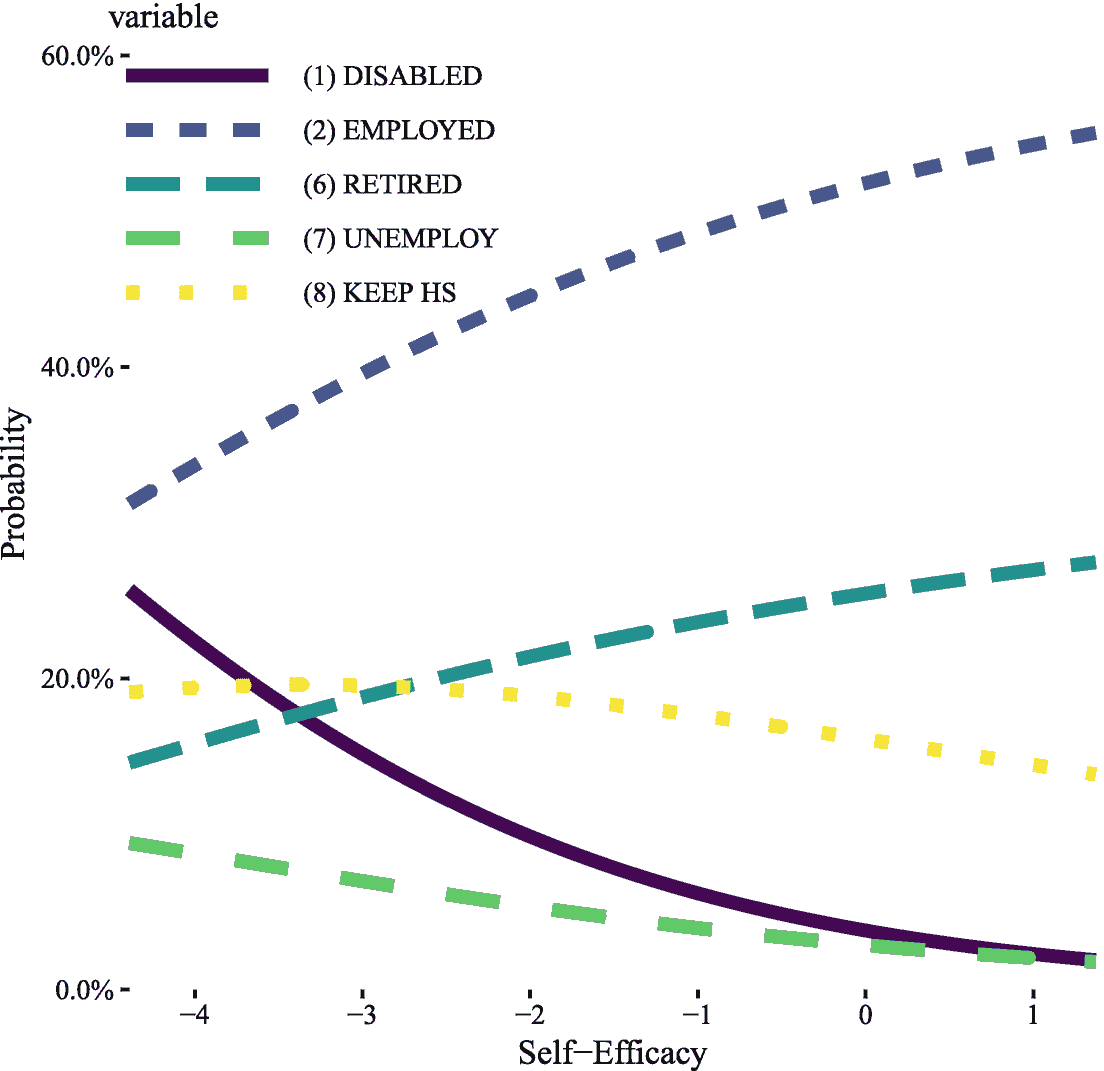 variable
60.0%
(1) DISABLED
(2) EMPLOYED
(6) RETIRED
(7) UNEMPLOY
(8) KEEP HS
40.0%
Probability
20.0%
0.0%
−4
−3
−2
−1
0
1
Self−Efficacy